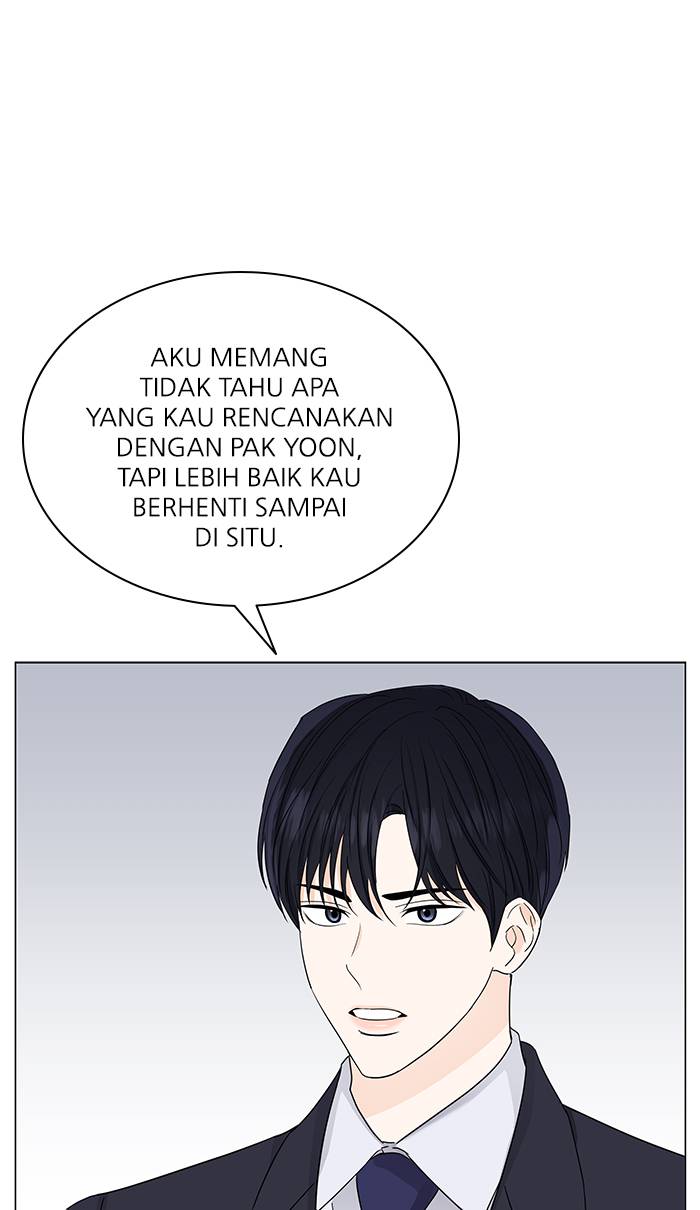 AKU MEMANG
TIDAK TAHU APA
YANG KAU RENCANAKAN
DENGAN PAK YOON,
TAPI LEBIH BAIK KAU
BERHENTI SAMPAI
DI SITU.